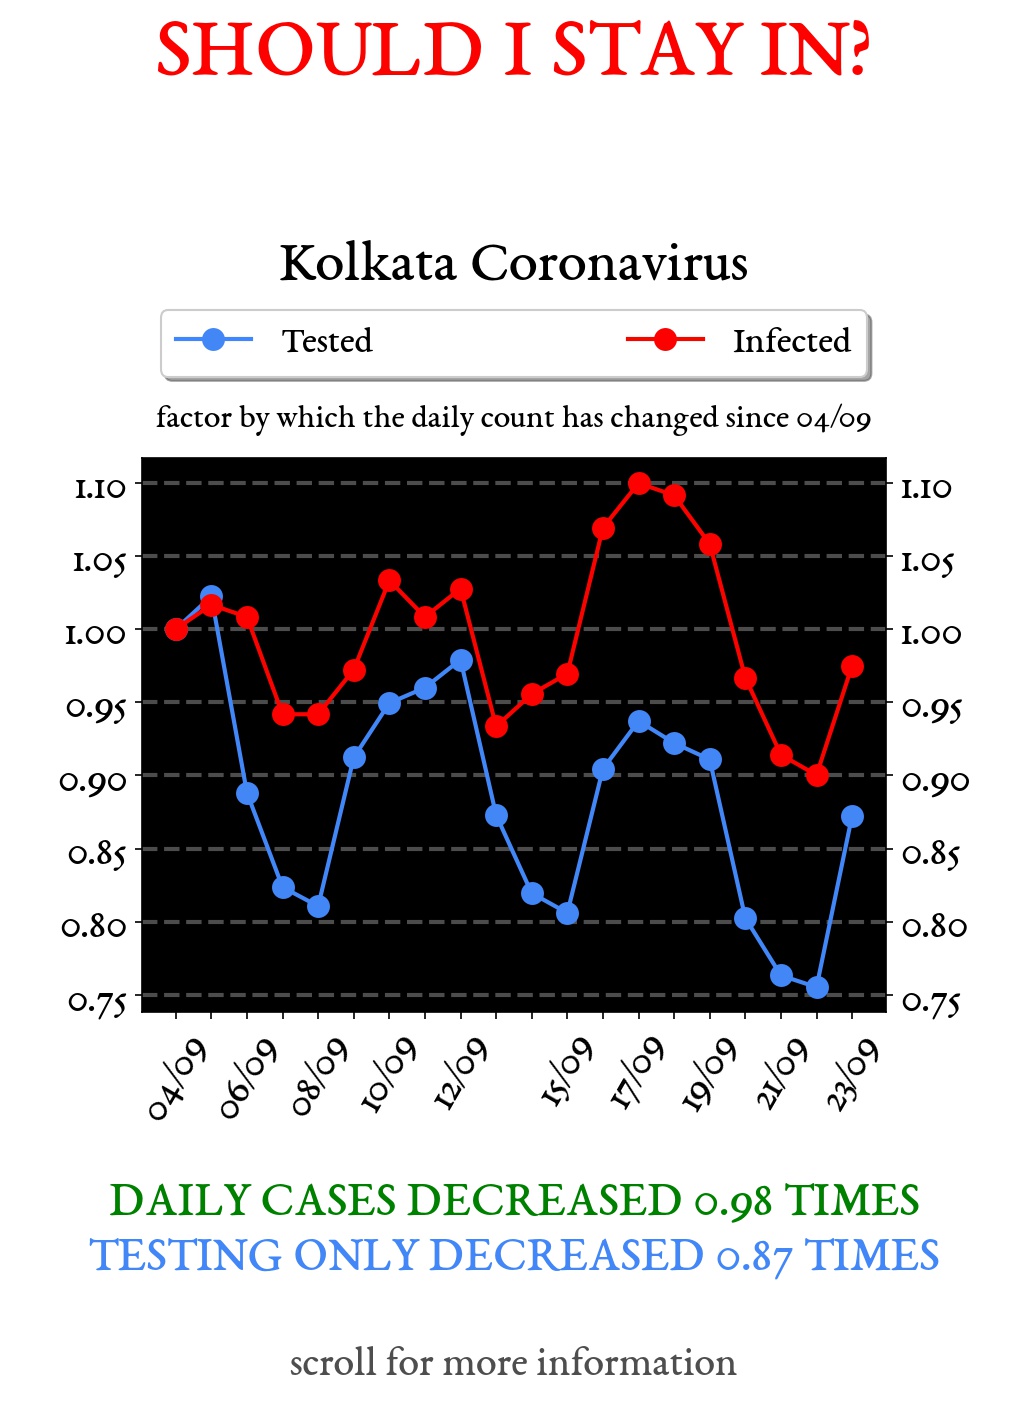 SHOULD I STAY IN?
Kolkata Coronavirus
Tested Infected
factor by which the daily count has changed since 04/09
1.10 1.10
1.05 1.05
1.00 1.00
0.95 0.95
0.90 0.90
0.85 0.85
0.80 0.80
0.75 0.75
04/09 06/09 08/09 10/09 12/09 15/09 17/09 19/09 21/09 23/09
DAILY CASES DECREASED 0.98 TIMES
TESTING ONLY DECREASED 0.87 TIMES
scroll for more information